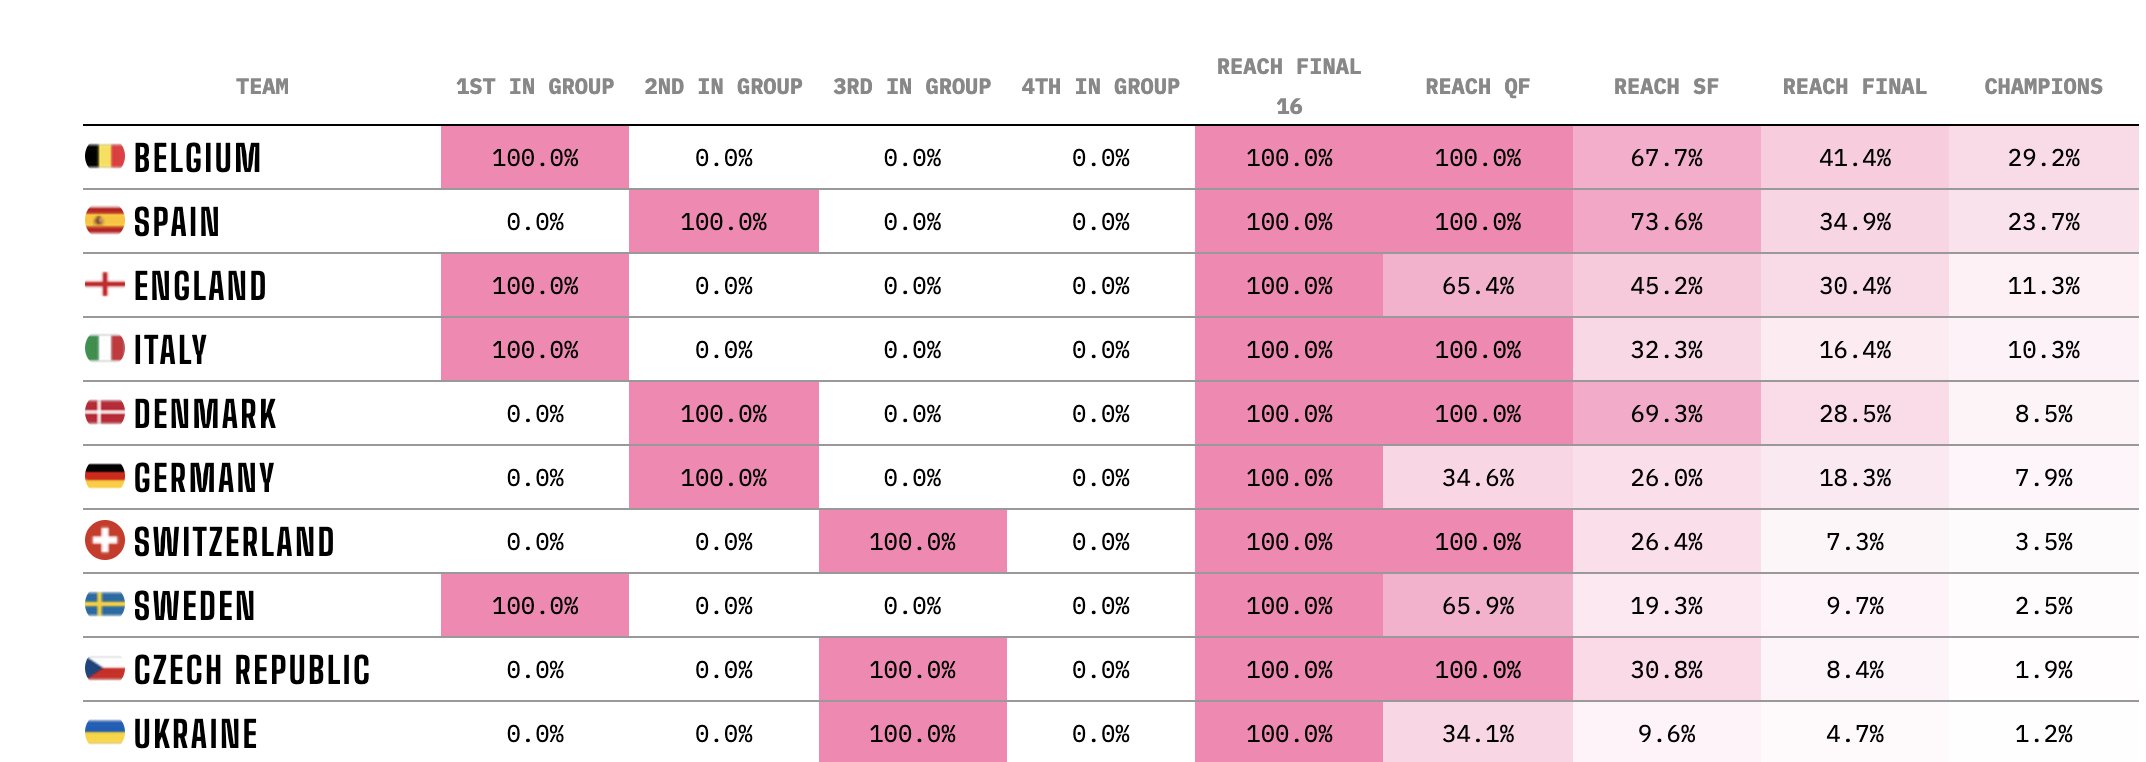 TEAM 1ST IN GROUP 2ND IN GROUP 3RD IN GROUP 4TH IN GROUP REACH FINAL 16 REACH QF REACH SF REACH FINAL CHAMPIONS
BELGIUM 100.0% 0.0% 0.0% 0.0% 100.0% 100.0% 67.7% 41.4% 29.2%
SPAIN 0.0% 100.0% 0.0% 0.0% 100.0% 100.0% 73.6% 34.9% 23.7%
ENGLAND 100.0% 0.0% 0.0% 0.0% 100.0% 65.4% 45.2% 30.4% 11.3%
ITALY 100.0% 0.0% 0.0% 0.0% 100.0% 100.0% 32.3% 16.4% 10.3%
DENMARK 0.0% 100.0% 0.0% 0.0% 100.0% 100.0% 69.3% 28.5% 8.5%
GERMANY 0.0% 100.0% 0.0% 0.0% 100.0% 34.6% 26.0% 18.3% 7.9%
SWITZERLAND 0.0% 0.0% 100.0% 0.0% 100.0% 100.0% 26.4% 7.3% 3.5%
SWEDEN 100.0% 0.0% 0.0% 0.0% 100.0% 65.9% 19.3% 9.7% 2.5%
CZECH REPUBLIC 0.0% 0.0% 100.0% 0.0% 100.0% 100.0% 30.8% 8.4% 1.9%
UKRAINE 0.0% 0.0% 100.0% 0.0% 100.0% 34.1% 9.6% 4.7% 1.2%